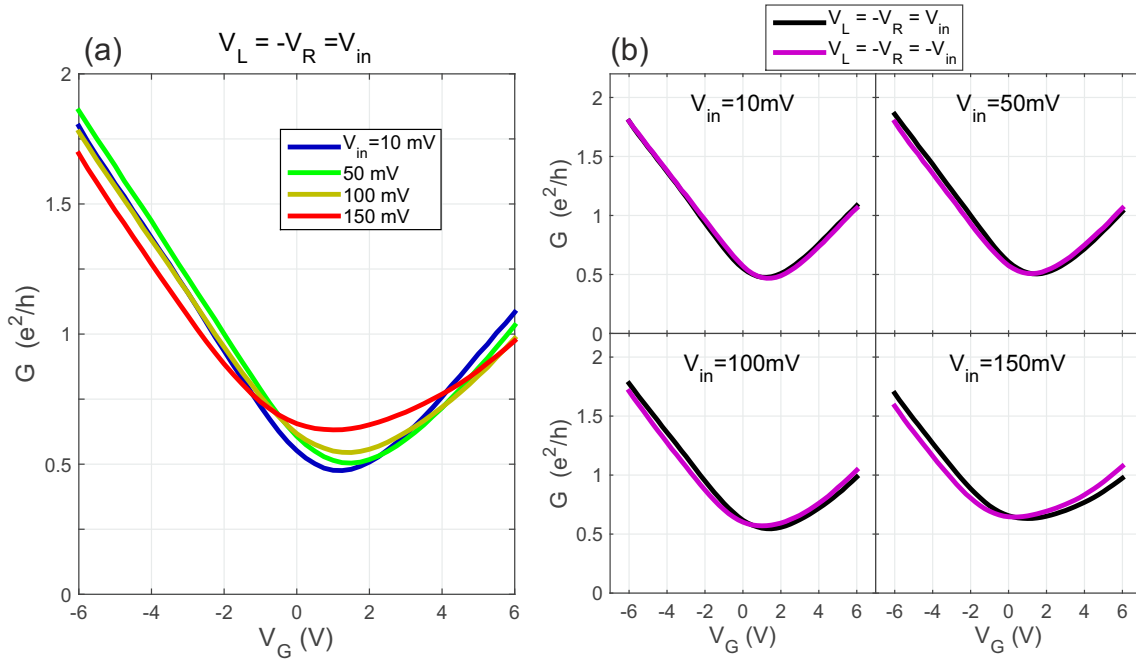 (a)
V_L = -V_R =V_in
2
1.5
1
0.5
0
G (e^2/h)
V_in=10 mV
50 mV
100 mV
150 mV
-6 -4 -2 0 2 4 6
V_G (V)
(b)
V_L = -V_R = V_in
V_L = -V_R = -V_in
V_in=10mV
V_in=50mV
2
1.5
1
0.5
0
G (e^2/h)
V_in=100mV
V_in=150mV
2
1.5
1
0.5
0
G (e^2/h)
-6 -4 -2 0 2 4 6
-6 -4 -2 0 2 4 6
V_G (V)
V_G (V)